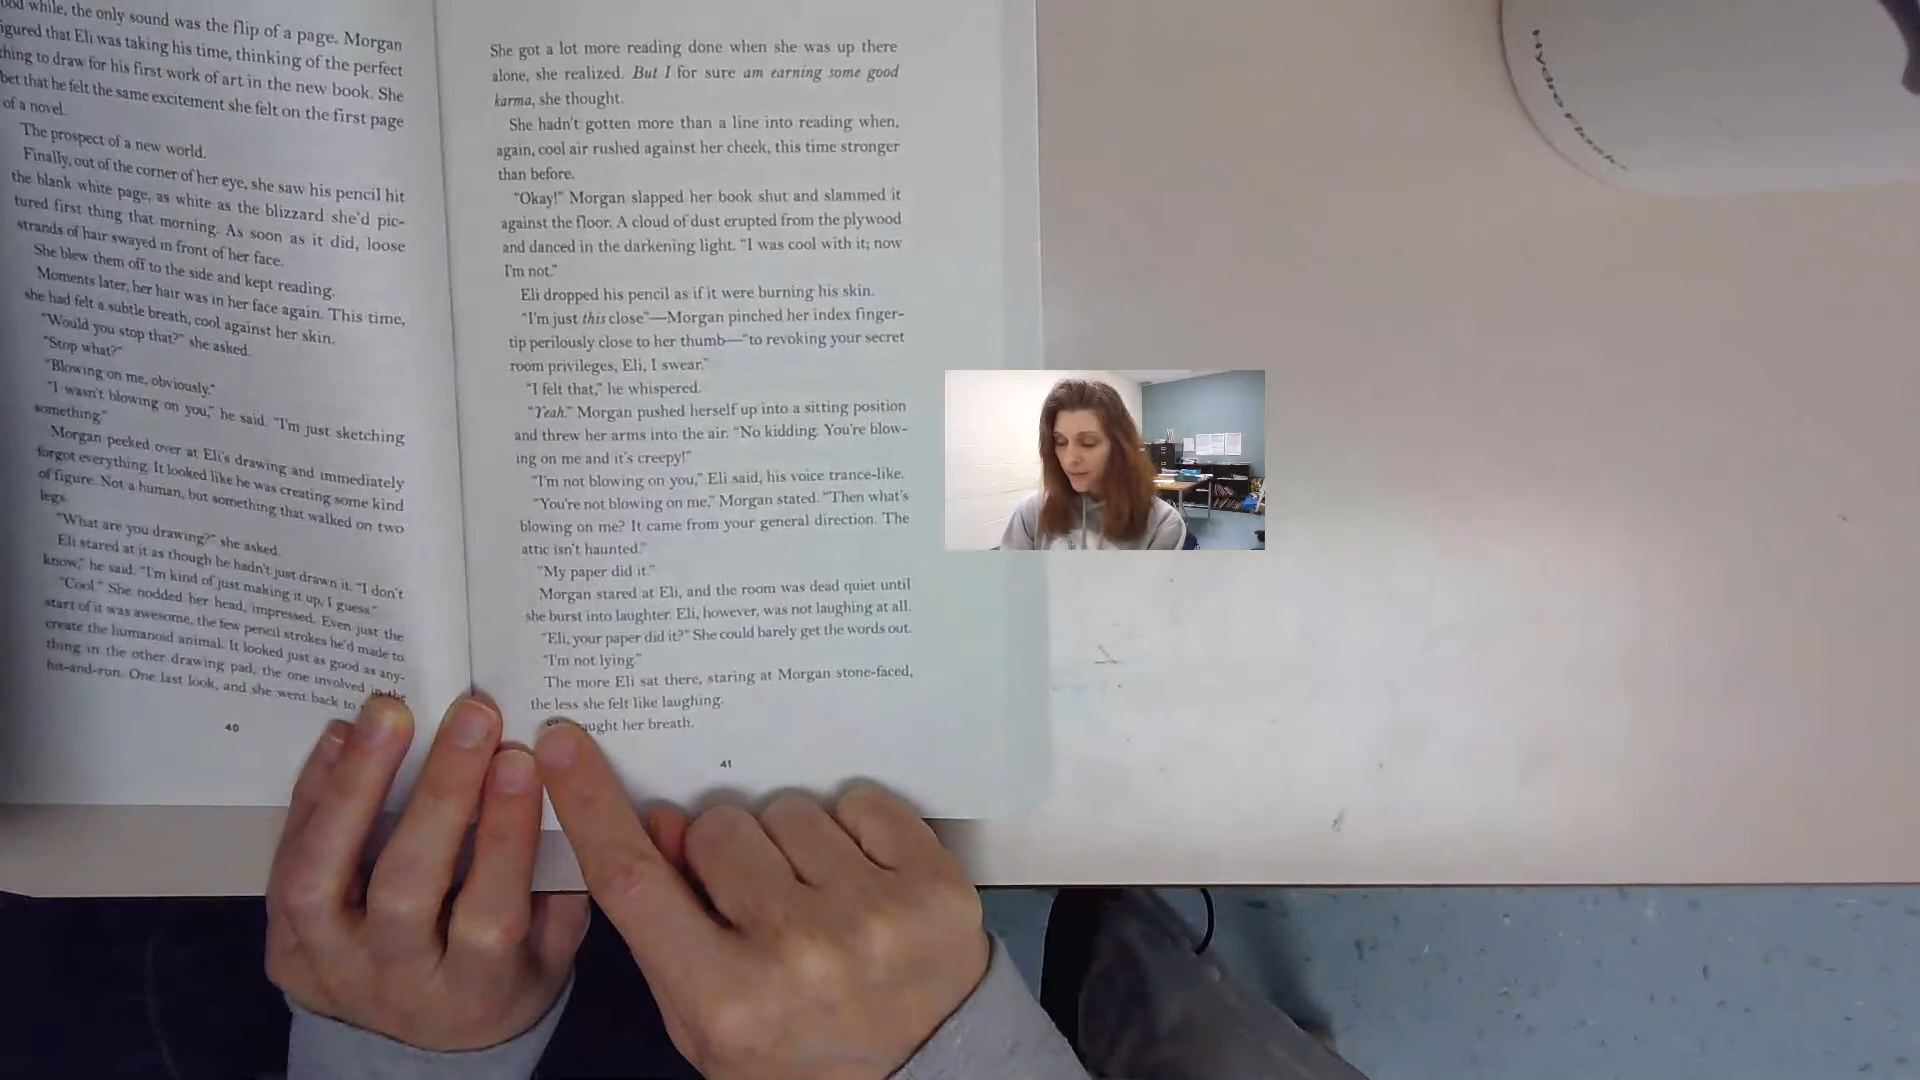 ood while, the only sound was the flip of a page. Morgan
igured that Eli was taking his time, thinking of the perfect
thing to draw for his first work of art in the new book. She
bet that he felt the same excitement she felt on the first page
of a novel.
The prospect of a new world.
Finally, out of the corner of her eye, she saw his pencil hit
the blank white page, as white as the blizzard she'd pic-
tured first thing that morning. As soon as it did, loose
strands of hair swayed in front of her face.
She blew them off to the side and kept reading.
Moments later, her hair was in her face again. This time,
she had felt a subtle breath, cool against her skin.
"Would you stop that?" she asked.
"Stop what?"
"Blowing on me, obviously."
"I wasn't blowing on you," he said. "I'm just sketching
something."
Morgan peeked over at Eli's drawing and immediately
forgot everything. It looked like he was creating some kind
of figure. Not a human, but something that walked on two
legs.
"What are you drawing?" she asked.
Eli stared at it as though he hadn't just drawn it. "I don't
know," he said. "I'm kind of just making it up, I guess."
"Cool." She nodded her head, impressed. Even just the
start of it was awesome, the few pencil strokes he'd made to
create the humanoid animal. It looked just as good as any-
thing in the other drawing pad, the one involved in the
hit-and-run. One last look, and she went back to
40
She got a lot more reading done when she was up there
alone, she realized. But I for sure am earning some good
karma, she thought.
She hadn't gotten more than a line into reading when,
again, cool air rushed against her cheek, this time stronger
than before.
"Okay!" Morgan slapped her book shut and slammed it
against the floor. A cloud of dust erupted from the plywood
and danced in the darkening light. "I was cool with it; now
I'm not."
Eli dropped his pencil as if it were burning his skin.
"I'm just this close"—Morgan pinched her index finger-
tip perilously close to her thumb—"to revoking your secret
room privileges, Eli, I swear."
"I felt that," he whispered.
"Yeah." Morgan pushed herself up into a sitting position
and threw her arms into the air. "No kidding. You're blow-
ing on me and it's creepy!"
"I'm not blowing on you," Eli said, his voice trance-like.
"You're not blowing on me," Morgan stated. "Then what's
blowing on me? It came from your general direction. The
attic isn't haunted."
"My paper did it."
Morgan stared at Eli, and the room was dead quiet until
she burst into laughter. Eli, however, was not laughing at all.
"Eli, your paper did it?" She could barely get the words out.
"I'm not lying."
The more Eli sat there, staring at Morgan stone-faced,
the less she felt like laughing.
her breath.
41
Hydro Flask